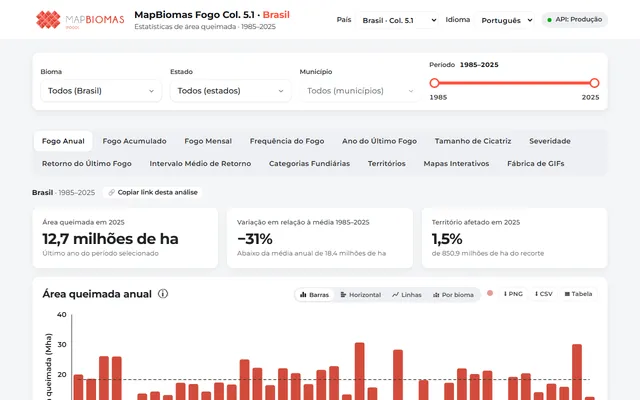 MAPBIOMAS
FOGO
MapBiomas Fogo Col. 5.1 · Brasil
Estatísticas de área queimada · 1985–2025
País
Brasil · Col. 5.1
Idioma
Português
API: Produção
Bioma
Todos (Brasil)
Estado
Todos (estados)
Município
Todos (municípios)
Período 1985–2025
1985
2025
Fogo Anual
Fogo Acumulado
Fogo Mensal
Frequência do Fogo
Ano do Último Fogo
Tamanho de Cicatriz
Severidade
Retorno do Último Fogo
Intervalo Médio de Retorno
Categorias Fundiárias
Territórios
Mapas Interativos
Fábrica de GIFs
Brasil · 1985–2025
Copiar link desta análise
Área queimada em 2025
12,7 milhões de ha
Último ano do período selecionado
Variação em relação à média 1985–2025
−31%
Abaixo da média anual de 18,4 milhões de ha
Território afetado em 2025
1,5%
de 850,9 milhões de ha do recorte
Área queimada anual
Barras
Horizontal
Linhas
Por bioma
PNG
CSV
Tabela
40
30
20
queimada (Mha)